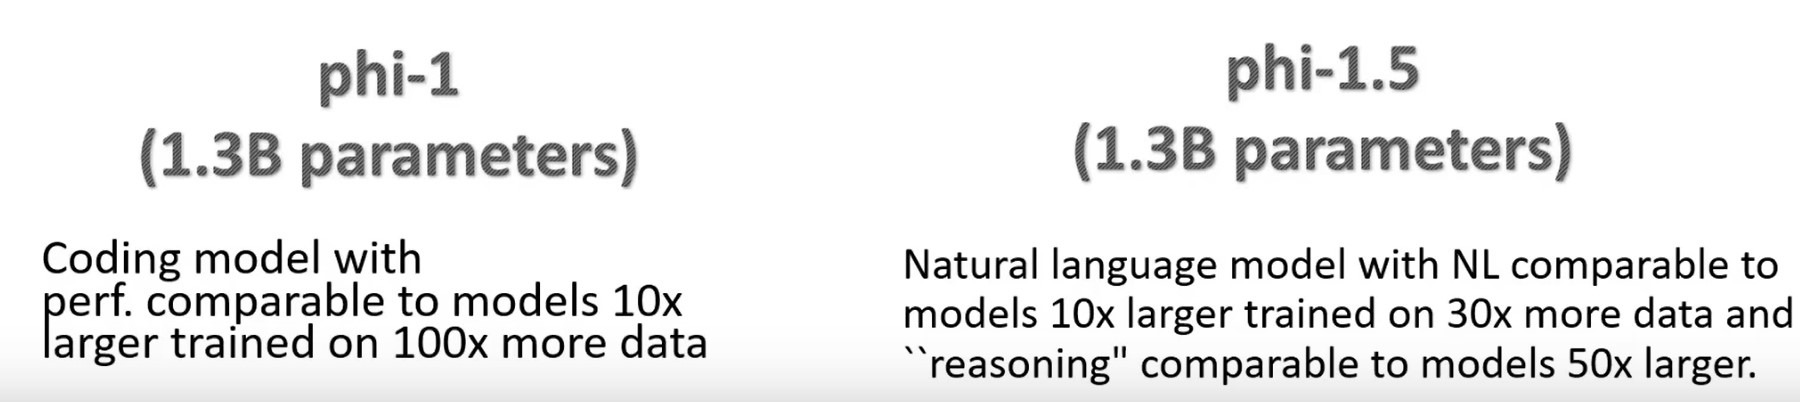 phi-1
(1.3B parameters)
Coding model with
perf. comparable to models 10x
larger trained on 100x more data
phi-1.5
(1.3B parameters)
Natural language model with NL comparable to
models 10x larger trained on 30x more data and
``reasoning" comparable to models 50x larger.